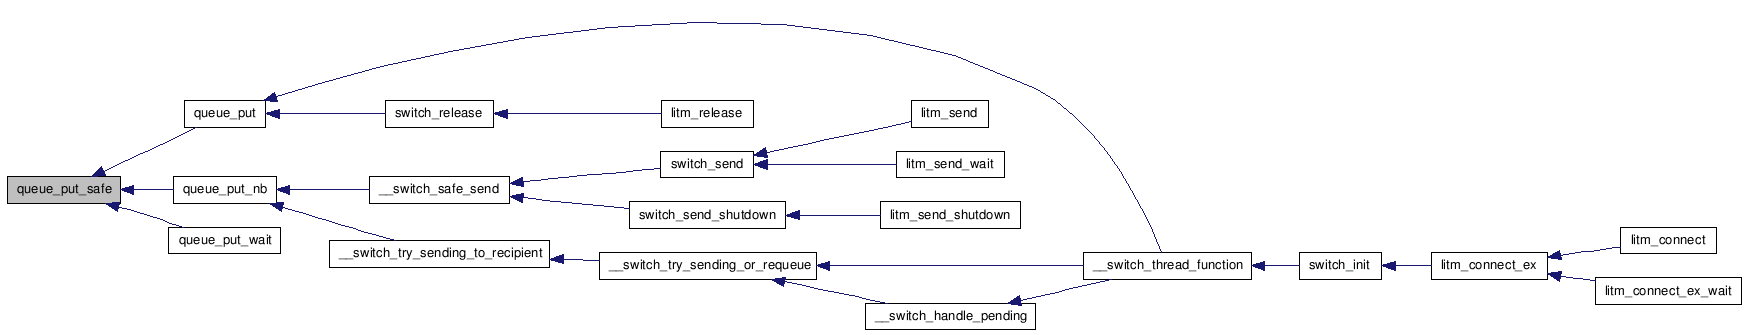 queue_put
switch_release
litm_release
litm_send
switch_send
litm_send_wait
queue_put_safe
queue_put_nb
__switch_safe_send
switch_send_shutdown
litm_send_shutdown
queue_put_wait
__switch_try_sending_to_recipient
litm_connect
__switch_try_sending_or_requeue
__switch_thread_function
switch_init
litm_connect_ex
litm_connect_ex_wait
__switch_handle_pending